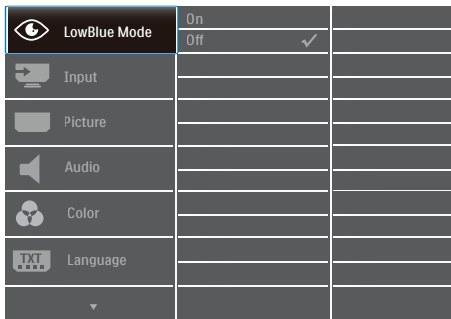 LowBlue Mode
On
Off
Input
Picture
Audio
Color
TXT
Language